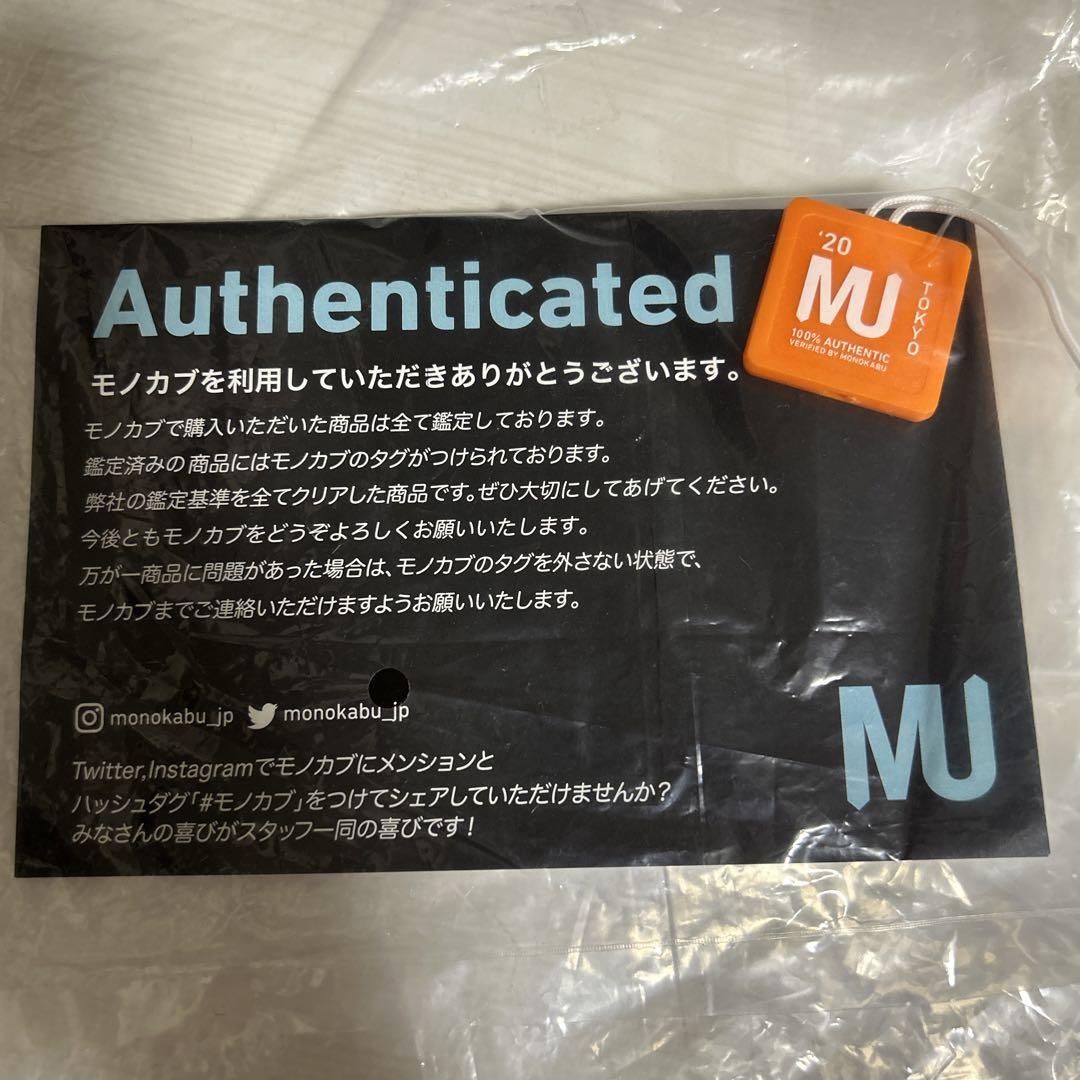 Authenticated
モノカブを利用していただきありがとうございます。
モノカブで購入いただいた商品は全て鑑定しております。
鑑定済みの商品にはモノカブのタグがつけられております。
弊社の鑑定基準を全てクリアした商品です。ぜひ大切にしてあげてください。
今後ともモノカブをどうぞよろしくお願いいたします。
万が一商品に問題があった場合は、モノカブのタグを外さない状態で、
モノカブまでご連絡いただけますようお願いいたします。
monokabu_jp monokabu_jp
Twitter,Instagramでモノカブにメンションと
ハッシュダグ「#モノカブ」をつけてシェアしていただけませんか?
みなさんの喜びがスタッフ一同の喜びです!
MU
'20
MU
TOKYO
100% AUTHENTIC
VERIFIED BY MONOKABU